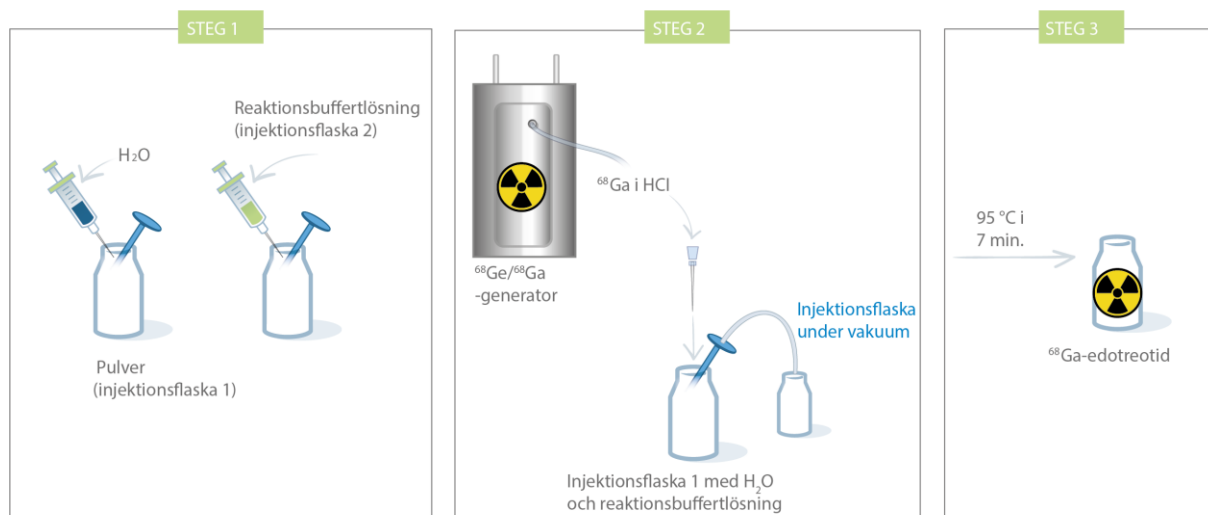 STEG 1
Reaktionsbuffertlösning
(injektionsflaska 2)
H₂O
Pulver
(injektionsflaska 1)
STEG 2
⁶⁸Ga i HCl
⁶⁸Ge/⁶⁸Ga
-generator
Injektionsflaska
under vakuum
Injektionsflaska 1 med H₂O
och reaktionsbuffertlösning
STEG 3
95 °C i
7 min.
⁶⁸Ga-edotreotid